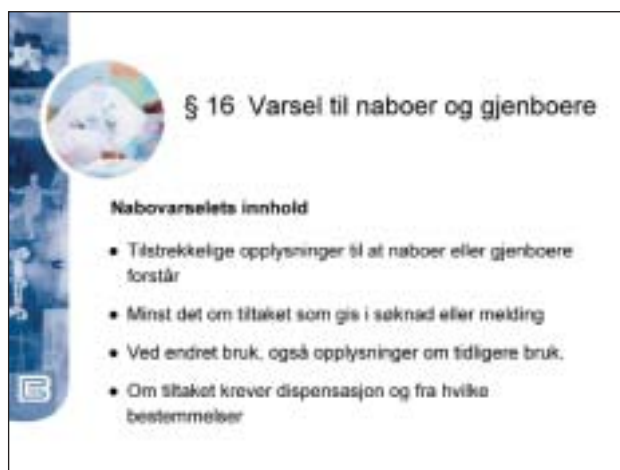 § 16 Varsel til naboer og gjenboere
Nabovarselets innhold
• Tilstrekkelige opplysninger til at naboer eller gjenboere
forstår
• Minst det om tiltaket som gis i søknad eller melding
• Ved endret bruk, også opplysninger om tidligere bruk.
• Om tiltaket krever dispensasjon og fra hvilke
bestemmelser